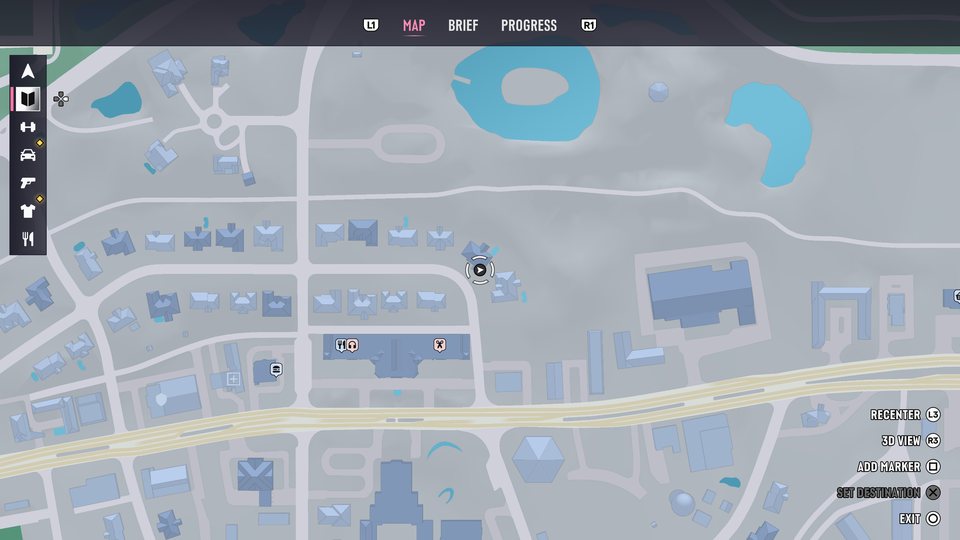 L1 MAP BRIEF PROGRESS R1
RECENTER L3
3D VIEW R3
ADD MARKER
SET DESTINATION
EXIT